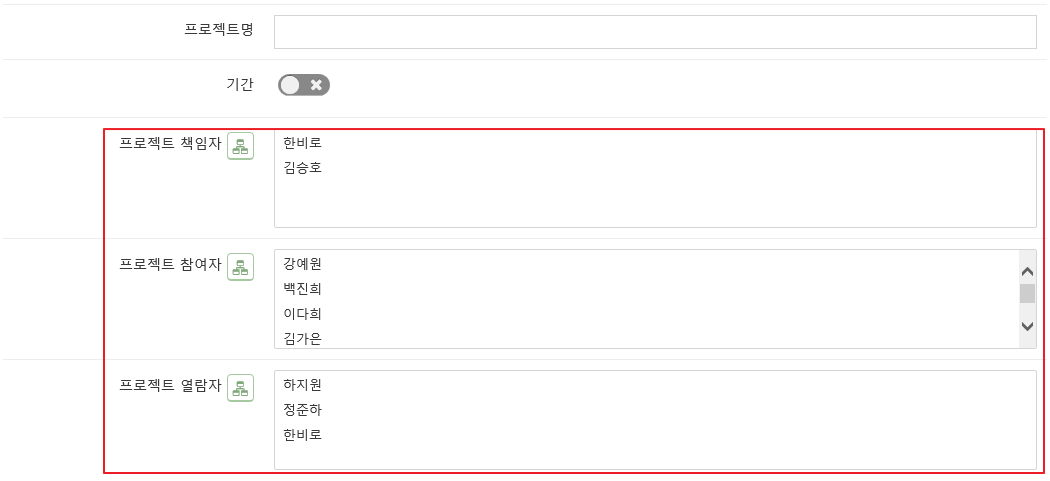 프로젝트명
기간
프로젝트 책임자
한비로
김승호
프로젝트 참여자
강예원
백진희
이다희
김가은
프로젝트 열람자
하지원
정준하
한비로